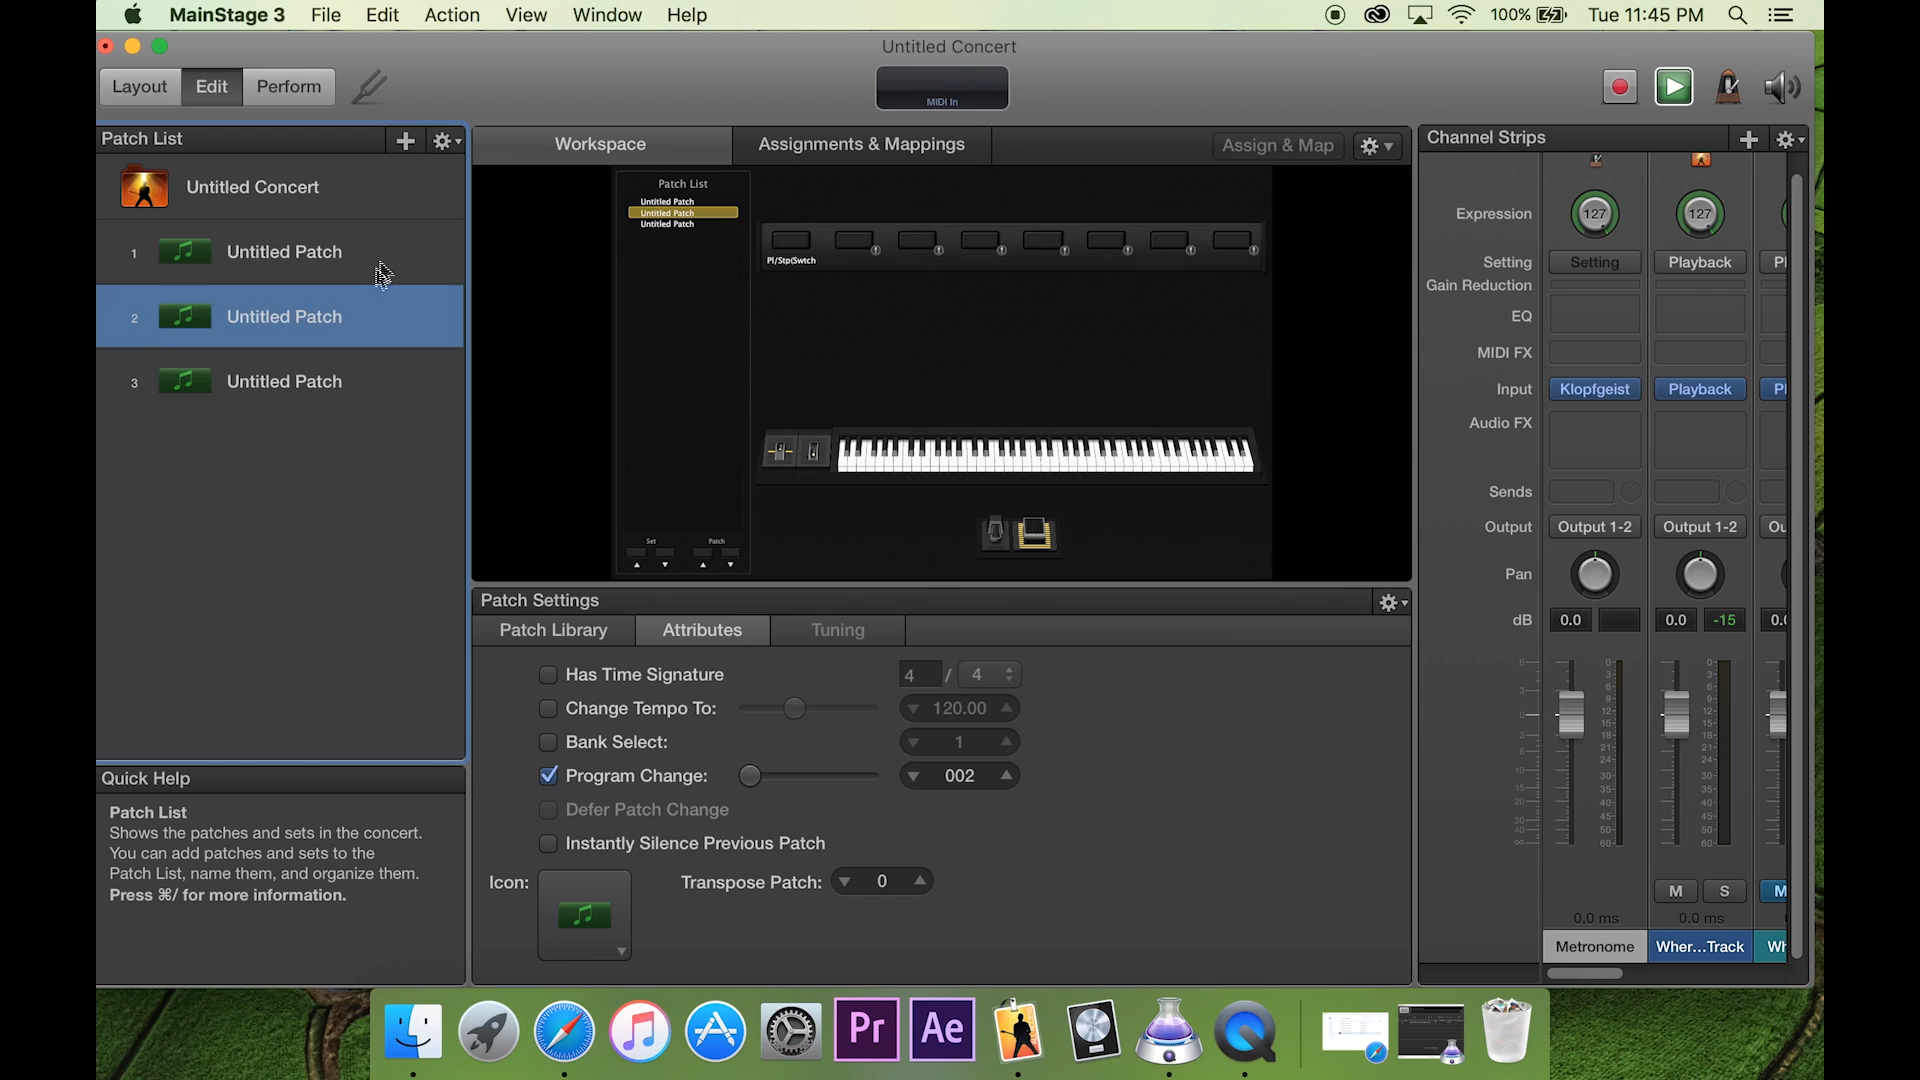 MainStage 3 File Edit Action View Window Help
100% Tue 11:45 PM
Untitled Concert
Layout Edit Perform
MIDI In
Patch List
Untitled Concert
1 Untitled Patch
2 Untitled Patch
3 Untitled Patch
Quick Help
Patch List
Shows the patches and sets in the concert.
You can add patches and sets to the
Patch List, name them, and organize them.
Press ⌘/ for more information.
Workspace Assignments & Mappings Assign & Map
Patch List
Untitled Patch
Untitled Patch
Untitled Patch
Pl/Stp(Swtch
Set Patch
Patch Settings
Patch Library Attributes Tuning
Has Time Signature 4 / 4
Change Tempo To: 120.00
Bank Select: 1
Program Change: 002
Defer Patch Change
Instantly Silence Previous Patch
Icon: Transpose Patch: 0
Channel Strips
Expression 127 127
Setting Setting Playback Pl
Gain Reduction
EQ
MIDI FX
Input Klopfgeist Playback Pl
Audio FX
Sends
Output Output 1-2 Output 1-2 Ou
Pan
dB 0.0 0.0 -15 0.0
M S M
0.0 ms 0.0 ms
Metronome Wher...Track Wh
Pr Ae